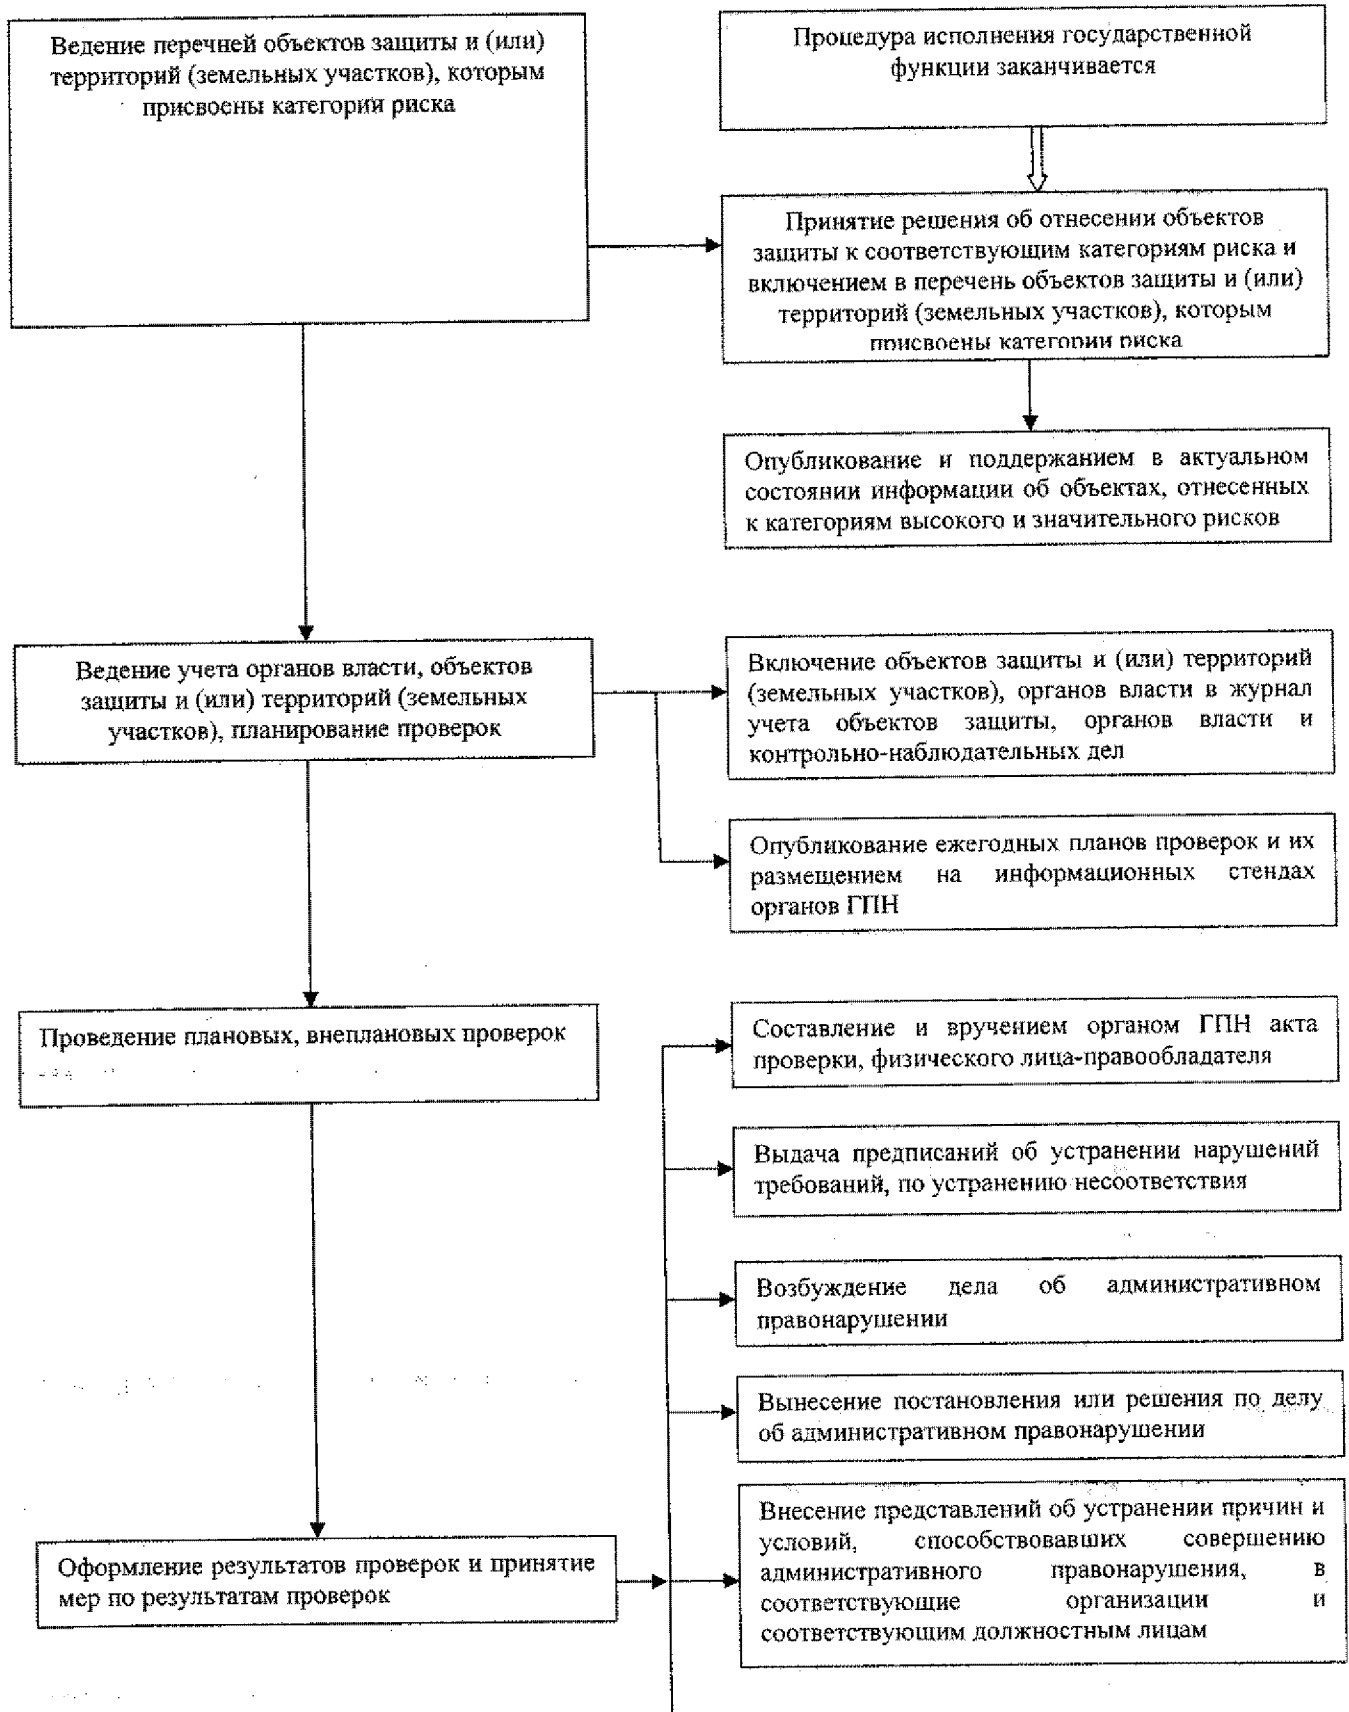 Ведение перечней объектов защиты и (или)
территорий (земельных участков), которым
присвоены категории риска
Процедура исполнения государственной
функции заканчивается
Принятие решения об отнесении объектов
защиты к соответствующим категориям риска и
включением в перечень объектов защиты и (или)
территорий (земельных участков), которым
присвоены категории риска
Опубликование и поддержанием в актуальном
состоянии информации об объектах, отнесенных
к категориям высокого и значительного рисков
Ведение учета органов власти, объектов
защиты и (или) территорий (земельных
участков), планирование проверок
Включение объектов защиты и (или) территорий
(земельных участков), органов власти в журнал
учета объектов защиты, органов власти и
контрольно-наблюдательных дел
Опубликование ежегодных планов проверок и их
размещением на информационных стендах
органов ГПН
Проведение плановых, внеплановых проверок
Составление и вручением органом ГПН акта
проверки, физического лица-правообладателя
Выдача предписаний об устранении нарушений
требований, по устранению несоответствия
Возбуждение дела об административном
правонарушении
Вынесение постановления или решения по делу
об административном правонарушении
Оформление результатов проверок и принятие
мер по результатам проверок
Внесение представлений об устранении причин и
условий, способствовавших совершению
административного правонарушения, в
соответствующие организации и
соответствующим должностным лицам